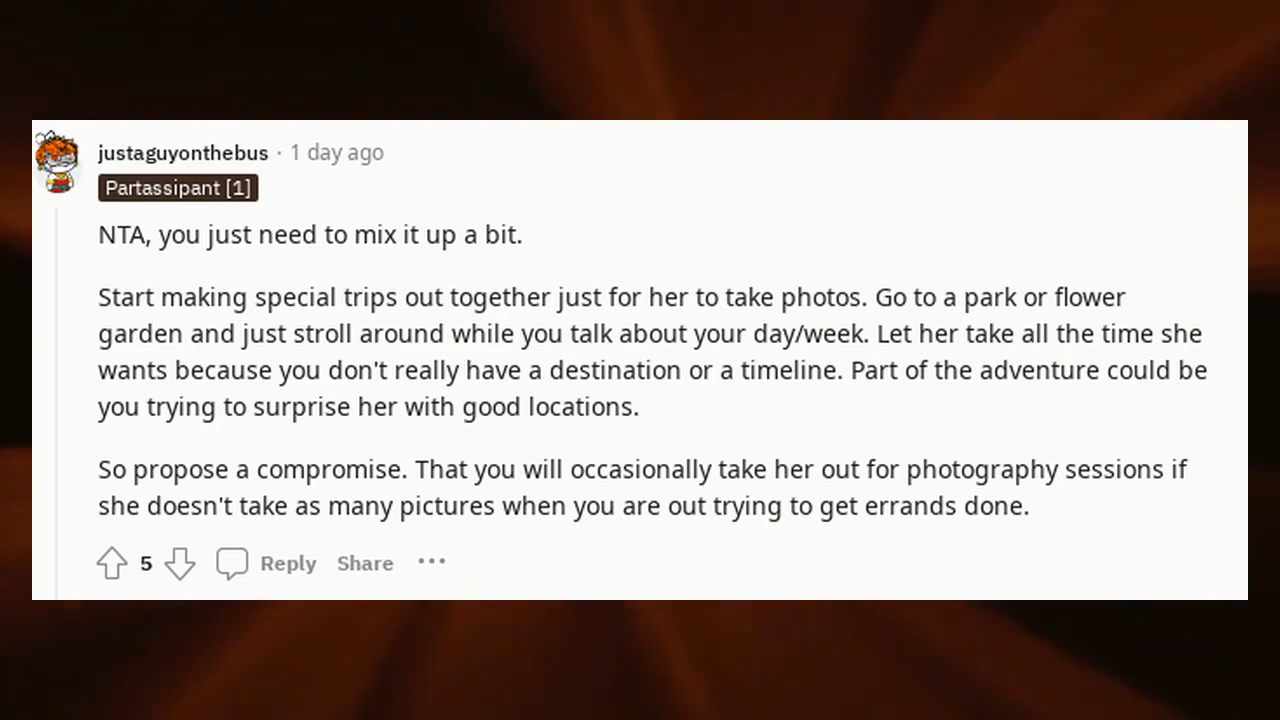 justaguyonthebus · 1 day ago
Partassipant [1]
NTA, you just need to mix it up a bit.
Start making special trips out together just for her to take photos. Go to a park or flower
garden and just stroll around while you talk about your day/week. Let her take all the time she
wants because you don't really have a destination or a timeline. Part of the adventure could be
you trying to surprise her with good locations.
So propose a compromise. That you will occasionally take her out for photography sessions if
she doesn't take as many pictures when you are out trying to get errands done.
5 Reply Share ···